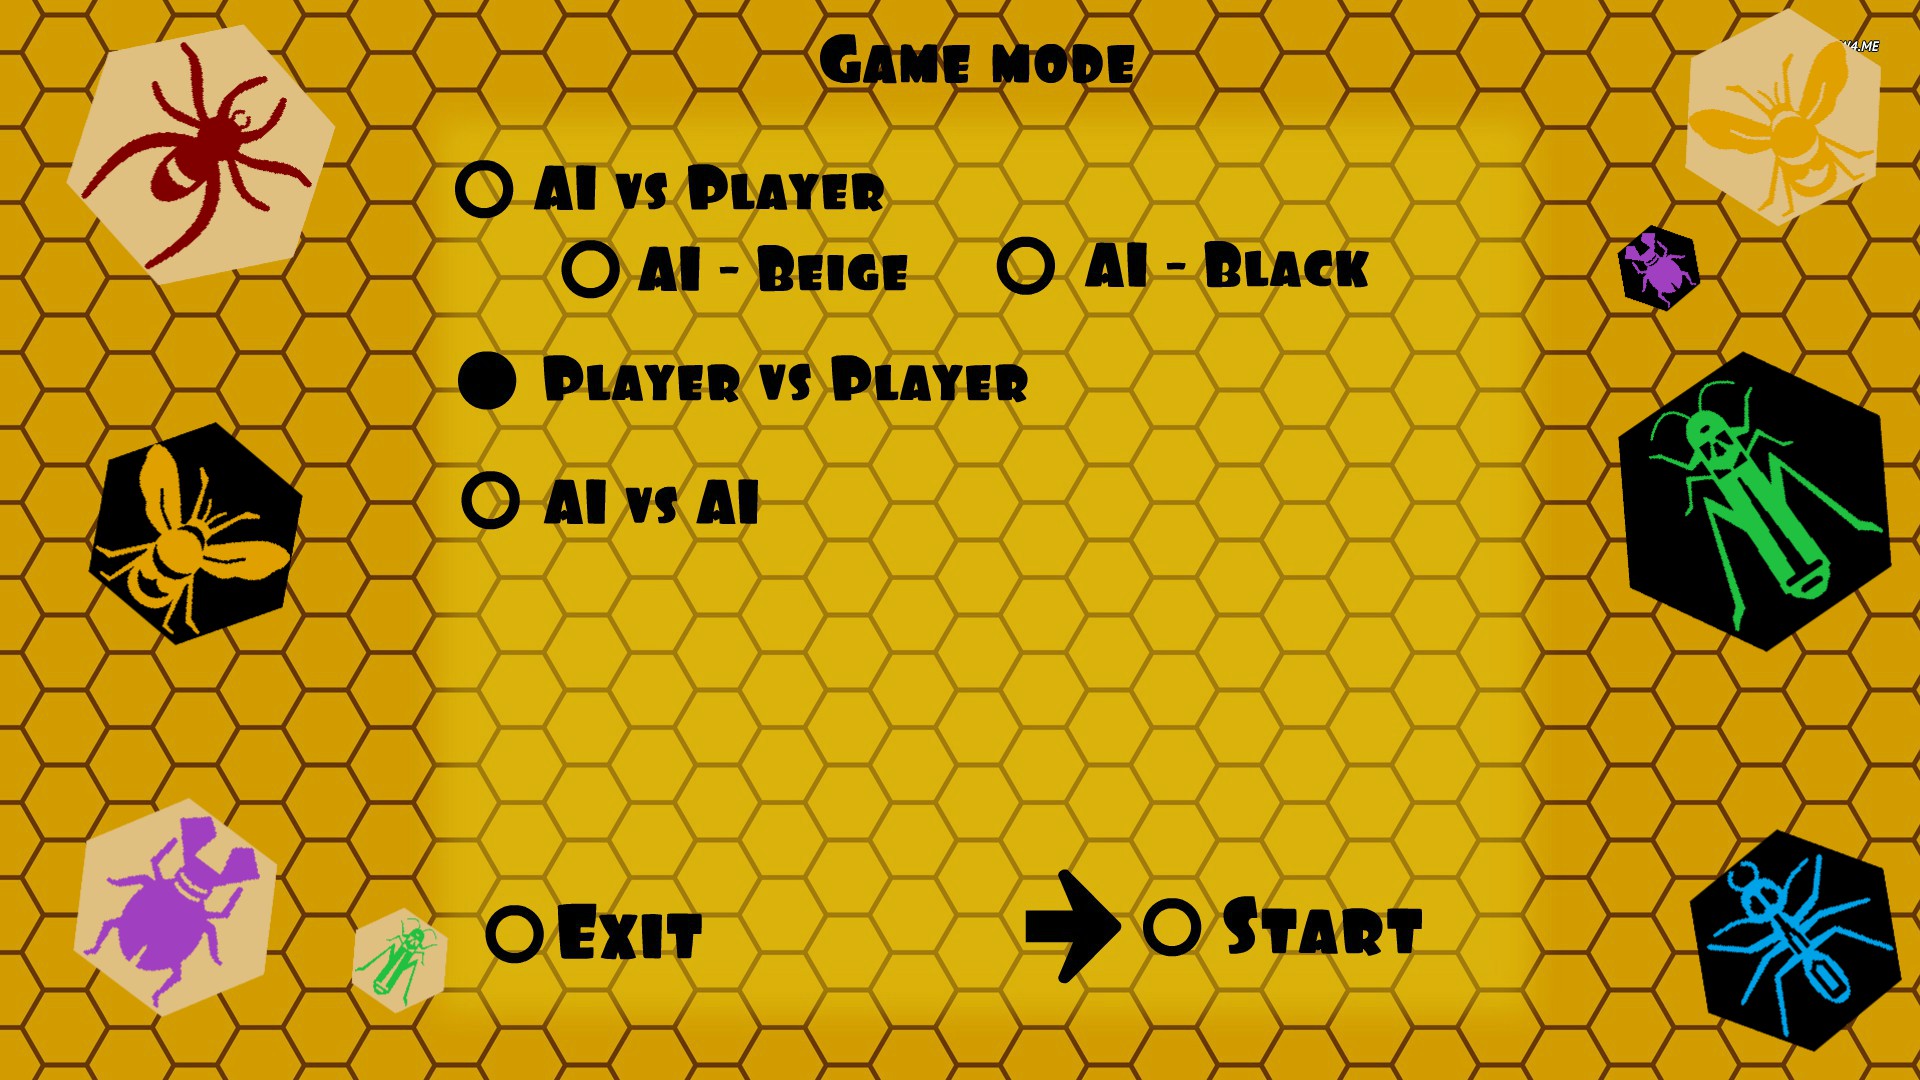 Game mode
AI vs Player
AI - Beige
AI - Black
Player vs Player
AI vs AI
Exit
Start